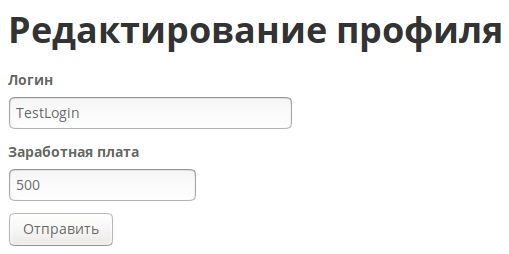 Редактирование профиля
Логин
TestLogin
Заработная плата
500
Отправить